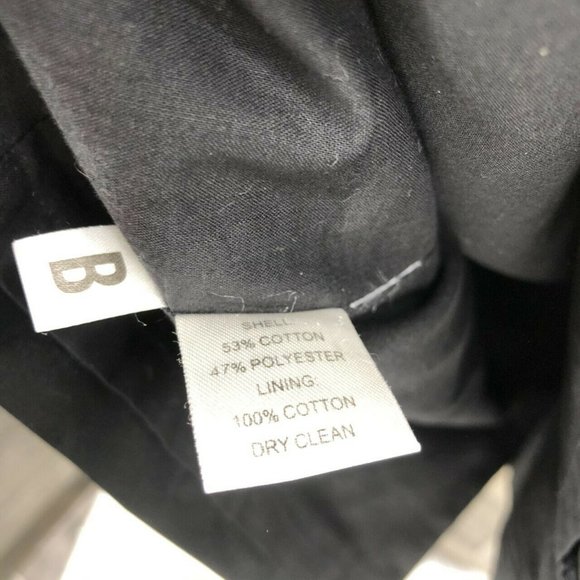 B
SHELL:
53% COTTON
47% POLYESTER
LINING:
100% COTTON
DRY CLEAN